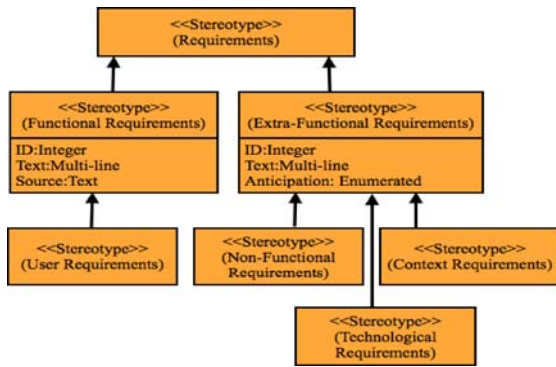 <<Stereotype>>
(Requirements)
<<Stereotype>>
(Functional Requirements)
ID:Integer
Text:Multi-line
Source:Text
<<Stereotype>>
(Extra-Functional Requirements)
ID:Integer
Text:Multi-line
Anticipation: Enumerated
<<Stereotype>>
(User Requirements)
<<Stereotype>>
(Non-Functional
Requirements)
<<Stereotype>>
(Context Requirements)
<<Stereotype>>
(Technological
Requirements)